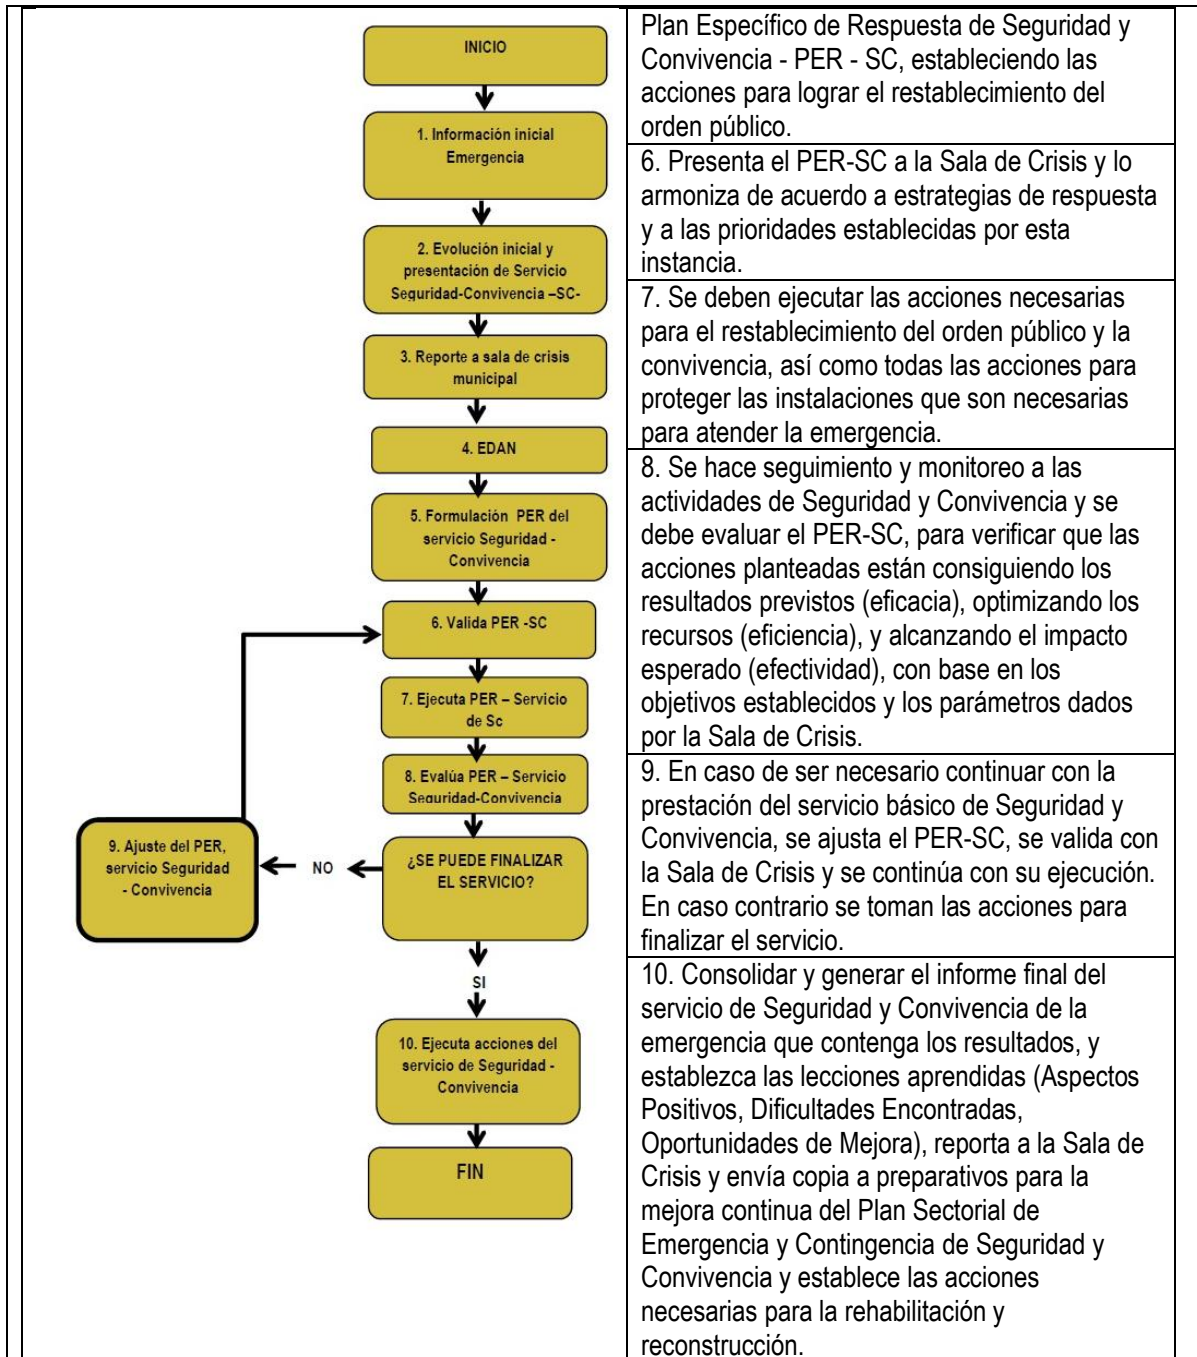 INICIO
1. Información inicial
Emergencia
2. Evolución inicial y
presentación de Servicio
Seguridad-Convivencia –SC-
3. Reporte a sala de crisis
municipal
4. EDAN
5. Formulación PER del
servicio Seguridad -
Convivencia
6. Valida PER -SC
7. Ejecuta PER – Servicio
de Sc
8. Evalúa PER – Servicio
Seguridad-Convivencia
9. Ajuste del PER,
servicio Seguridad
- Convivencia
NO
¿SE PUEDE FINALIZAR
EL SERVICIO?
SI
10. Ejecuta acciones del
servicio de Seguridad -
Convivencia
FIN
Plan Específico de Respuesta de Seguridad y
Convivencia - PER - SC, estableciendo las
acciones para lograr el restablecimiento del
orden público.
6. Presenta el PER-SC a la Sala de Crisis y lo
armoniza de acuerdo a estrategias de respuesta
y a las prioridades establecidas por esta
instancia.
7. Se deben ejecutar las acciones necesarias
para el restablecimiento del orden público y la
convivencia, así como todas las acciones para
proteger las instalaciones que son necesarias
para atender la emergencia.
8. Se hace seguimiento y monitoreo a las
actividades de Seguridad y Convivencia y se
debe evaluar el PER-SC, para verificar que las
acciones planteadas están consiguiendo los
resultados previstos (eficacia), optimizando los
recursos (eficiencia), y alcanzando el impacto
esperado (efectividad), con base en los
objetivos establecidos y los parámetros dados
por la Sala de Crisis.
9. En caso de ser necesario continuar con la
prestación del servicio básico de Seguridad y
Convivencia, se ajusta el PER-SC, se valida con
la Sala de Crisis y se continúa con su ejecución.
En caso contrario se toman las acciones para
finalizar el servicio.
10. Consolidar y generar el informe final del
servicio de Seguridad y Convivencia de la
emergencia que contenga los resultados, y
establezca las lecciones aprendidas (Aspectos
Positivos, Dificultades Encontradas,
Oportunidades de Mejora), reporta a la Sala de
Crisis y envía copia a preparativos para la
mejora continua del Plan Sectorial de
Emergencia y Contingencia de Seguridad y
Convivencia y establece las acciones
necesarias para la rehabilitación y
reconstrucción.